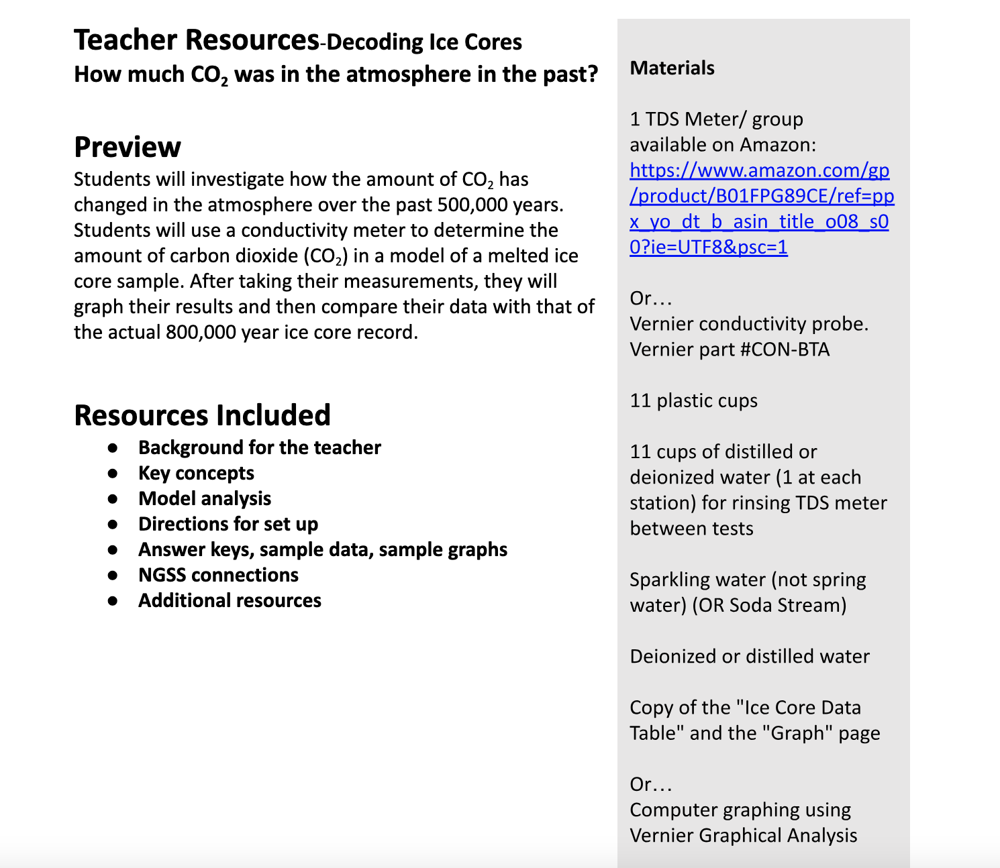 Teacher Resources-Decoding Ice Cores
How much CO₂ was in the atmosphere in the past?
Preview
Students will investigate how the amount of CO₂ has
changed in the atmosphere over the past 500,000 years.
Students will use a conductivity meter to determine the
amount of carbon dioxide (CO₂) in a model of a melted ice
core sample. After taking their measurements, they will
graph their results and then compare their data with that of
the actual 800,000 year ice core record.
Resources Included
● Background for the teacher
● Key concepts
● Model analysis
● Directions for set up
● Answer keys, sample data, sample graphs
● NGSS connections
● Additional resources
Materials
1 TDS Meter/ group
available on Amazon:
https://www.amazon.com/gp
/product/B01FPG89CE/ref=pp
x_yo_dt_b_asin_title_o08_s0
0?ie=UTF8&psc=1
Or…
Vernier conductivity probe.
Vernier part #CON-BTA
11 plastic cups
11 cups of distilled or
deionized water (1 at each
station) for rinsing TDS meter
between tests
Sparkling water (not spring
water) (OR Soda Stream)
Deionized or distilled water
Copy of the "Ice Core Data
Table" and the "Graph" page
Or…
Computer graphing using
Vernier Graphical Analysis